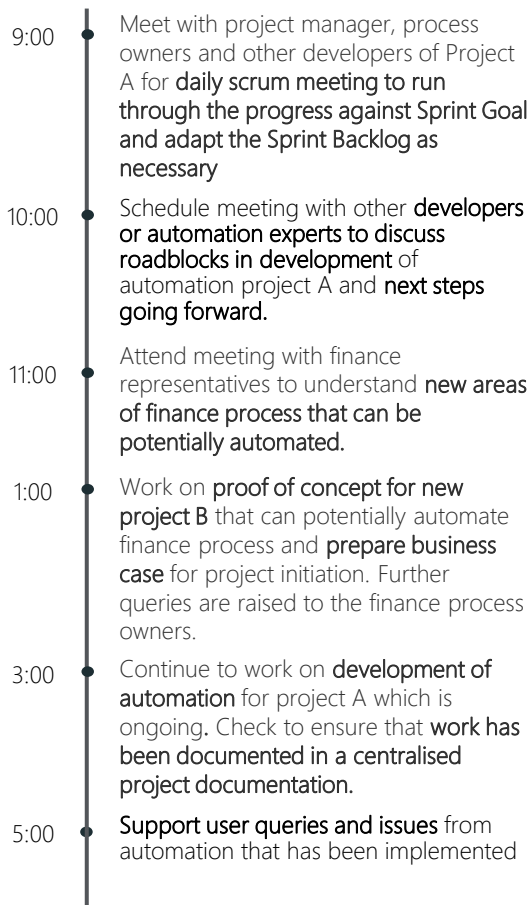 9:00
Meet with project manager, process
owners and other developers of Project
A for daily scrum meeting to run
through the progress against Sprint Goal
and adapt the Sprint Backlog as
necessary
10:00
Schedule meeting with other developers
or automation experts to discuss
roadblocks in development of
automation project A and next steps
going forward.
11:00
Attend meeting with finance
representatives to understand new areas
of finance process that can be
potentially automated.
1:00
Work on proof of concept for new
project B that can potentially automate
finance process and prepare business
case for project initiation. Further
queries are raised to the finance process
owners.
3:00
Continue to work on development of
automation for project A which is
ongoing. Check to ensure that work has
been documented in a centralised
project documentation.
5:00
Support user queries and issues from
automation that has been implemented